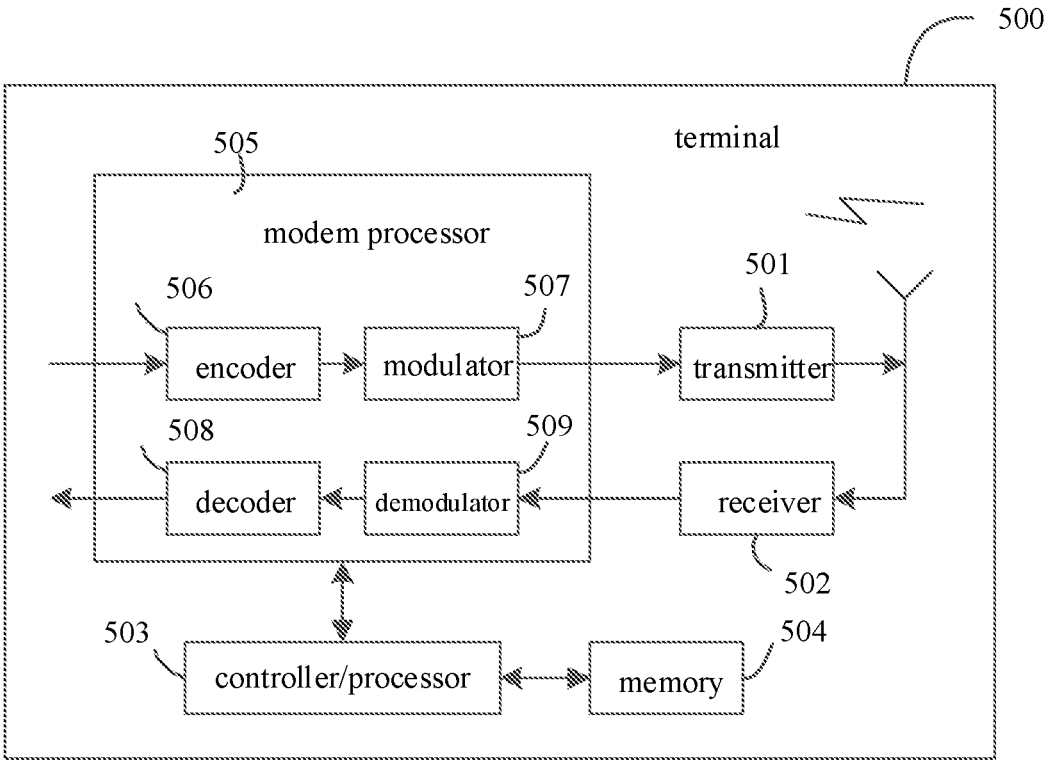 500
terminal
505
modem processor
501
506
507
encoder
modulator
transmitter
508
509
decoder
demodulator
receiver
502
503
504
controller/processor
memory